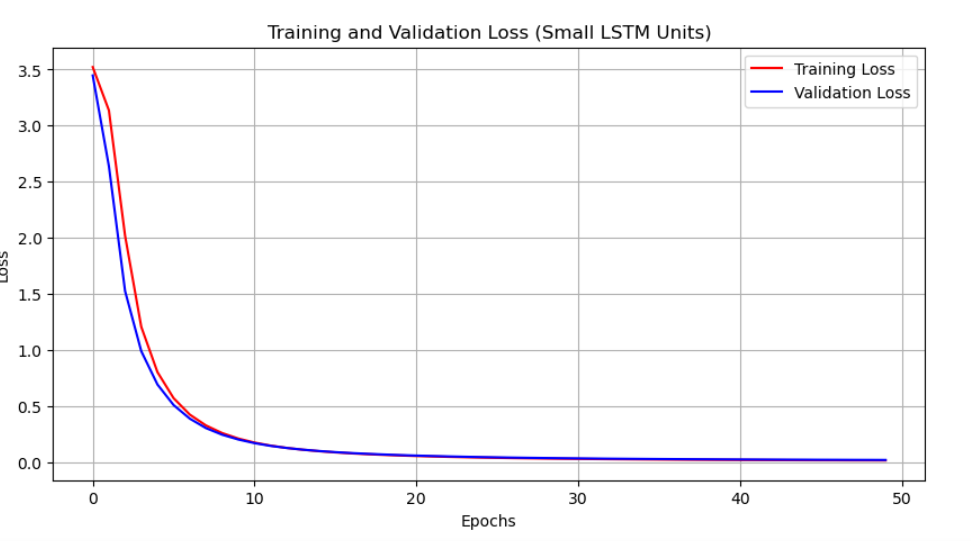 Training and Validation Loss (Small LSTM Units)
Training Loss
Validation Loss
3.5
3.0
2.5
2.0
1.5
1.0
0.5
0.0
Loss
0 10 20 30 40 50
Epochs